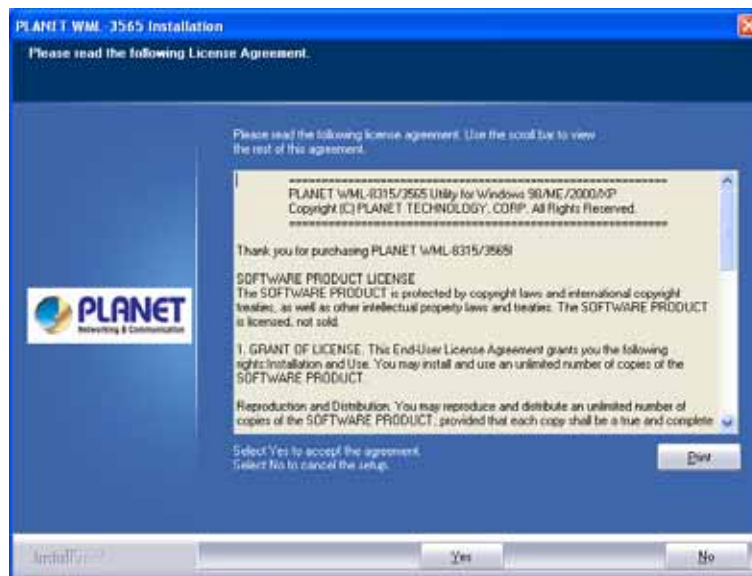 PLANET WML-3565 Installation
Please read the following License Agreement.
Please read the following license agreement. Use the scroll bar to view
the rest of this agreement.
================================================
PLANET WML-8315/3565 Utility for Windows 98/ME/2000/XP
Copyright (C) PLANET TECHNOLOGY, CORP. All Rights Reserved.
================================================
Thank you for purchasing PLANET WML-8315/3565!
SOFTWARE PRODUCT LICENSE
The SOFTWARE PRODUCT is protected by copyright laws and international copyright
treaties, as well as other intellectual property laws and treaties. The SOFTWARE PRODUCT
is licensed, not sold.
1. GRANT OF LICENSE. This End-User License Agreement grants you the following
rights:Installation and Use. You may install and use an unlimited number of copies of the
SOFTWARE PRODUCT.
Reproduction and Distribution. You may reproduce and distribute an unlimited number of
copies of the SOFTWARE PRODUCT; provided that each copy shall be a true and complete
PLANET
Networking & Communication
Select Yes to accept the agreement.
Select No to cancel the setup.
Print
Yes
No